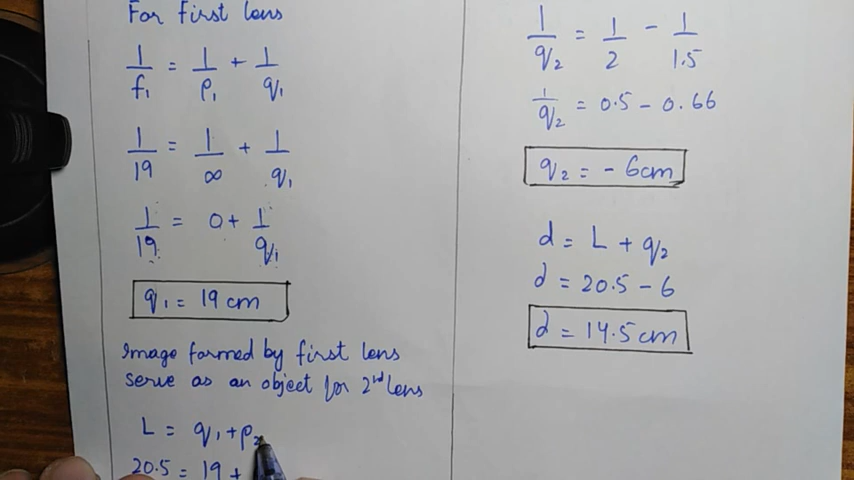 For first lens
1/f₁ = 1/p₁ + 1/q₁
1/19 = 1/∞ + 1/q₁
1/19 = 0 + 1/q₁
q₁ = 19 cm
Image formed by first lens
serve as an object for 2nd lens
L = q₁ + p₂
20.5 = 19 +
1/q₂ = 1/2 - 1/1.5
1/q₂ = 0.5 - 0.66
q₂ = - 6cm
d = L + q₂
d = 20.5 - 6
d = 14.5cm